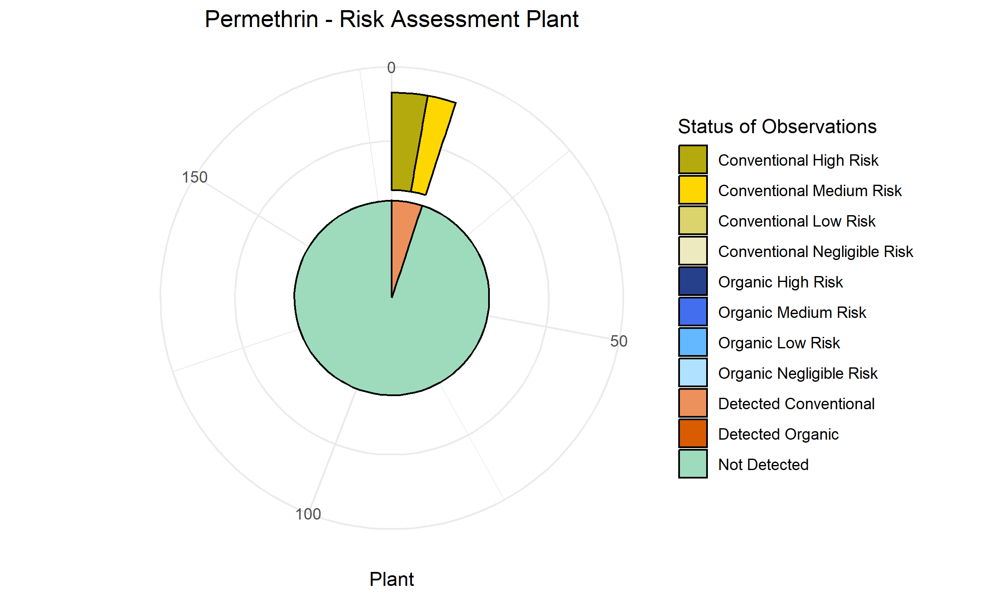 Permethrin - Risk Assessment Plant
0
150
50
100
Plant
Status of Observations
Conventional High Risk
Conventional Medium Risk
Conventional Low Risk
Conventional Negligible Risk
Organic High Risk
Organic Medium Risk
Organic Low Risk
Organic Negligible Risk
Detected Conventional
Detected Organic
Not Detected